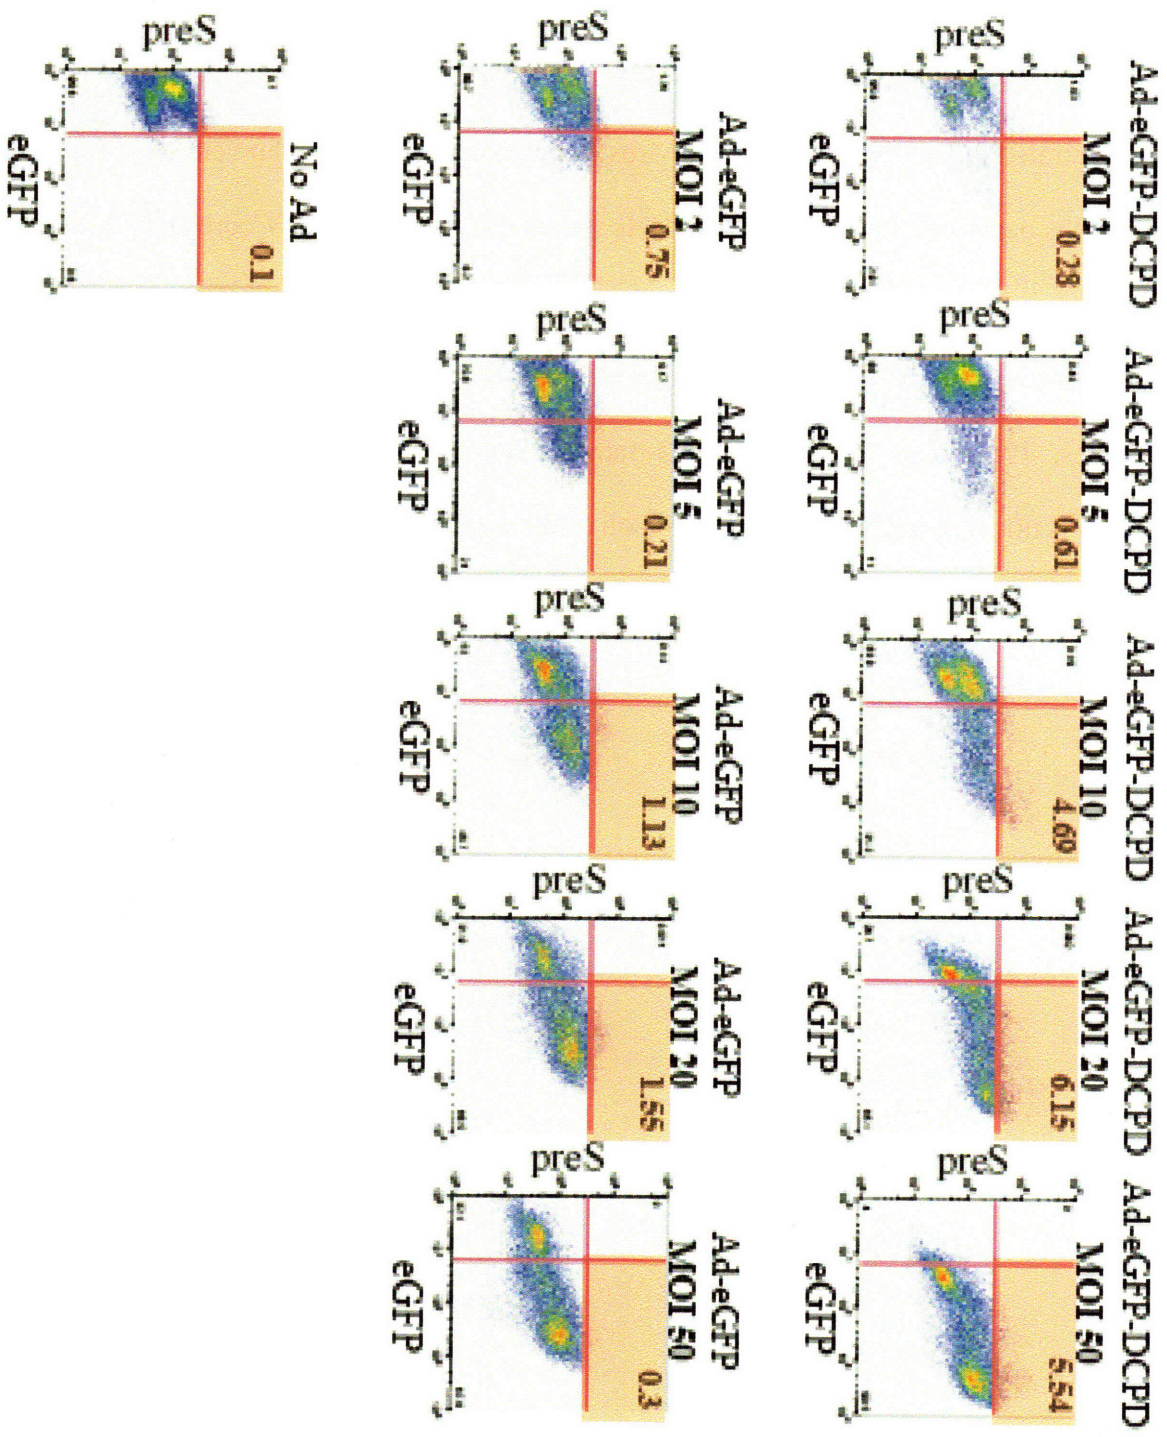 Ad-eGFP-DCPD
MOI 2
0.28
preS
eGFP
Ad-eGFP-DCPD
MOI 5
0.61
preS
eGFP
Ad-eGFP-DCPD
MOI 10
4.69
preS
eGFP
Ad-eGFP-DCPD
MOI 20
6.15
preS
eGFP
Ad-eGFP-DCPD
MOI 50
5.54
preS
eGFP
Ad-eGFP
MOI 2
0.75
preS
eGFP
Ad-eGFP
MOI 5
0.21
preS
eGFP
Ad-eGFP
MOI 10
1.13
preS
eGFP
Ad-eGFP
MOI 20
1.55
preS
eGFP
Ad-eGFP
MOI 50
0.3
preS
eGFP
No Ad
0.1
preS
eGFP